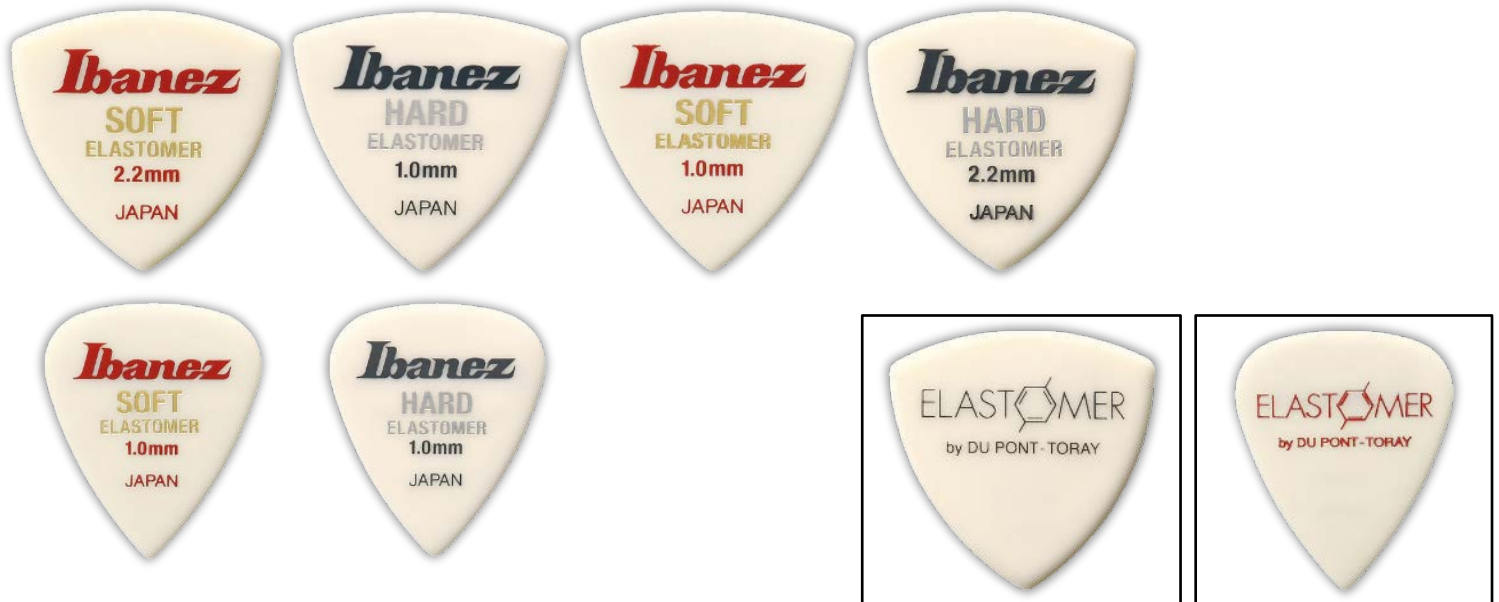 Ibanez
SOFT
ELASTOMER
2.2mm
JAPAN
Ibanez
HARD
ELASTOMER
1.0mm
JAPAN
Ibanez
SOFT
ELASTOMER
1.0mm
JAPAN
Ibanez
HARD
ELASTOMER
2.2mm
JAPAN
Ibanez
SOFT
ELASTOMER
1.0mm
JAPAN
Ibanez
HARD
ELASTOMER
1.0mm
JAPAN
ELASTOMER
by DU PONT-TORAY
ELASTOMER
by DU PONT-TORAY